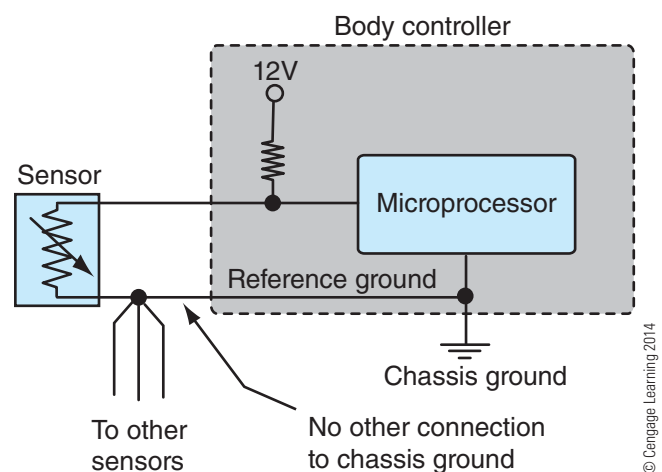 Body controller
12V
Sensor
Microprocessor
Reference ground
Chassis ground
To other
sensors
No other connection
to chassis ground
© Cengage Learning 2014